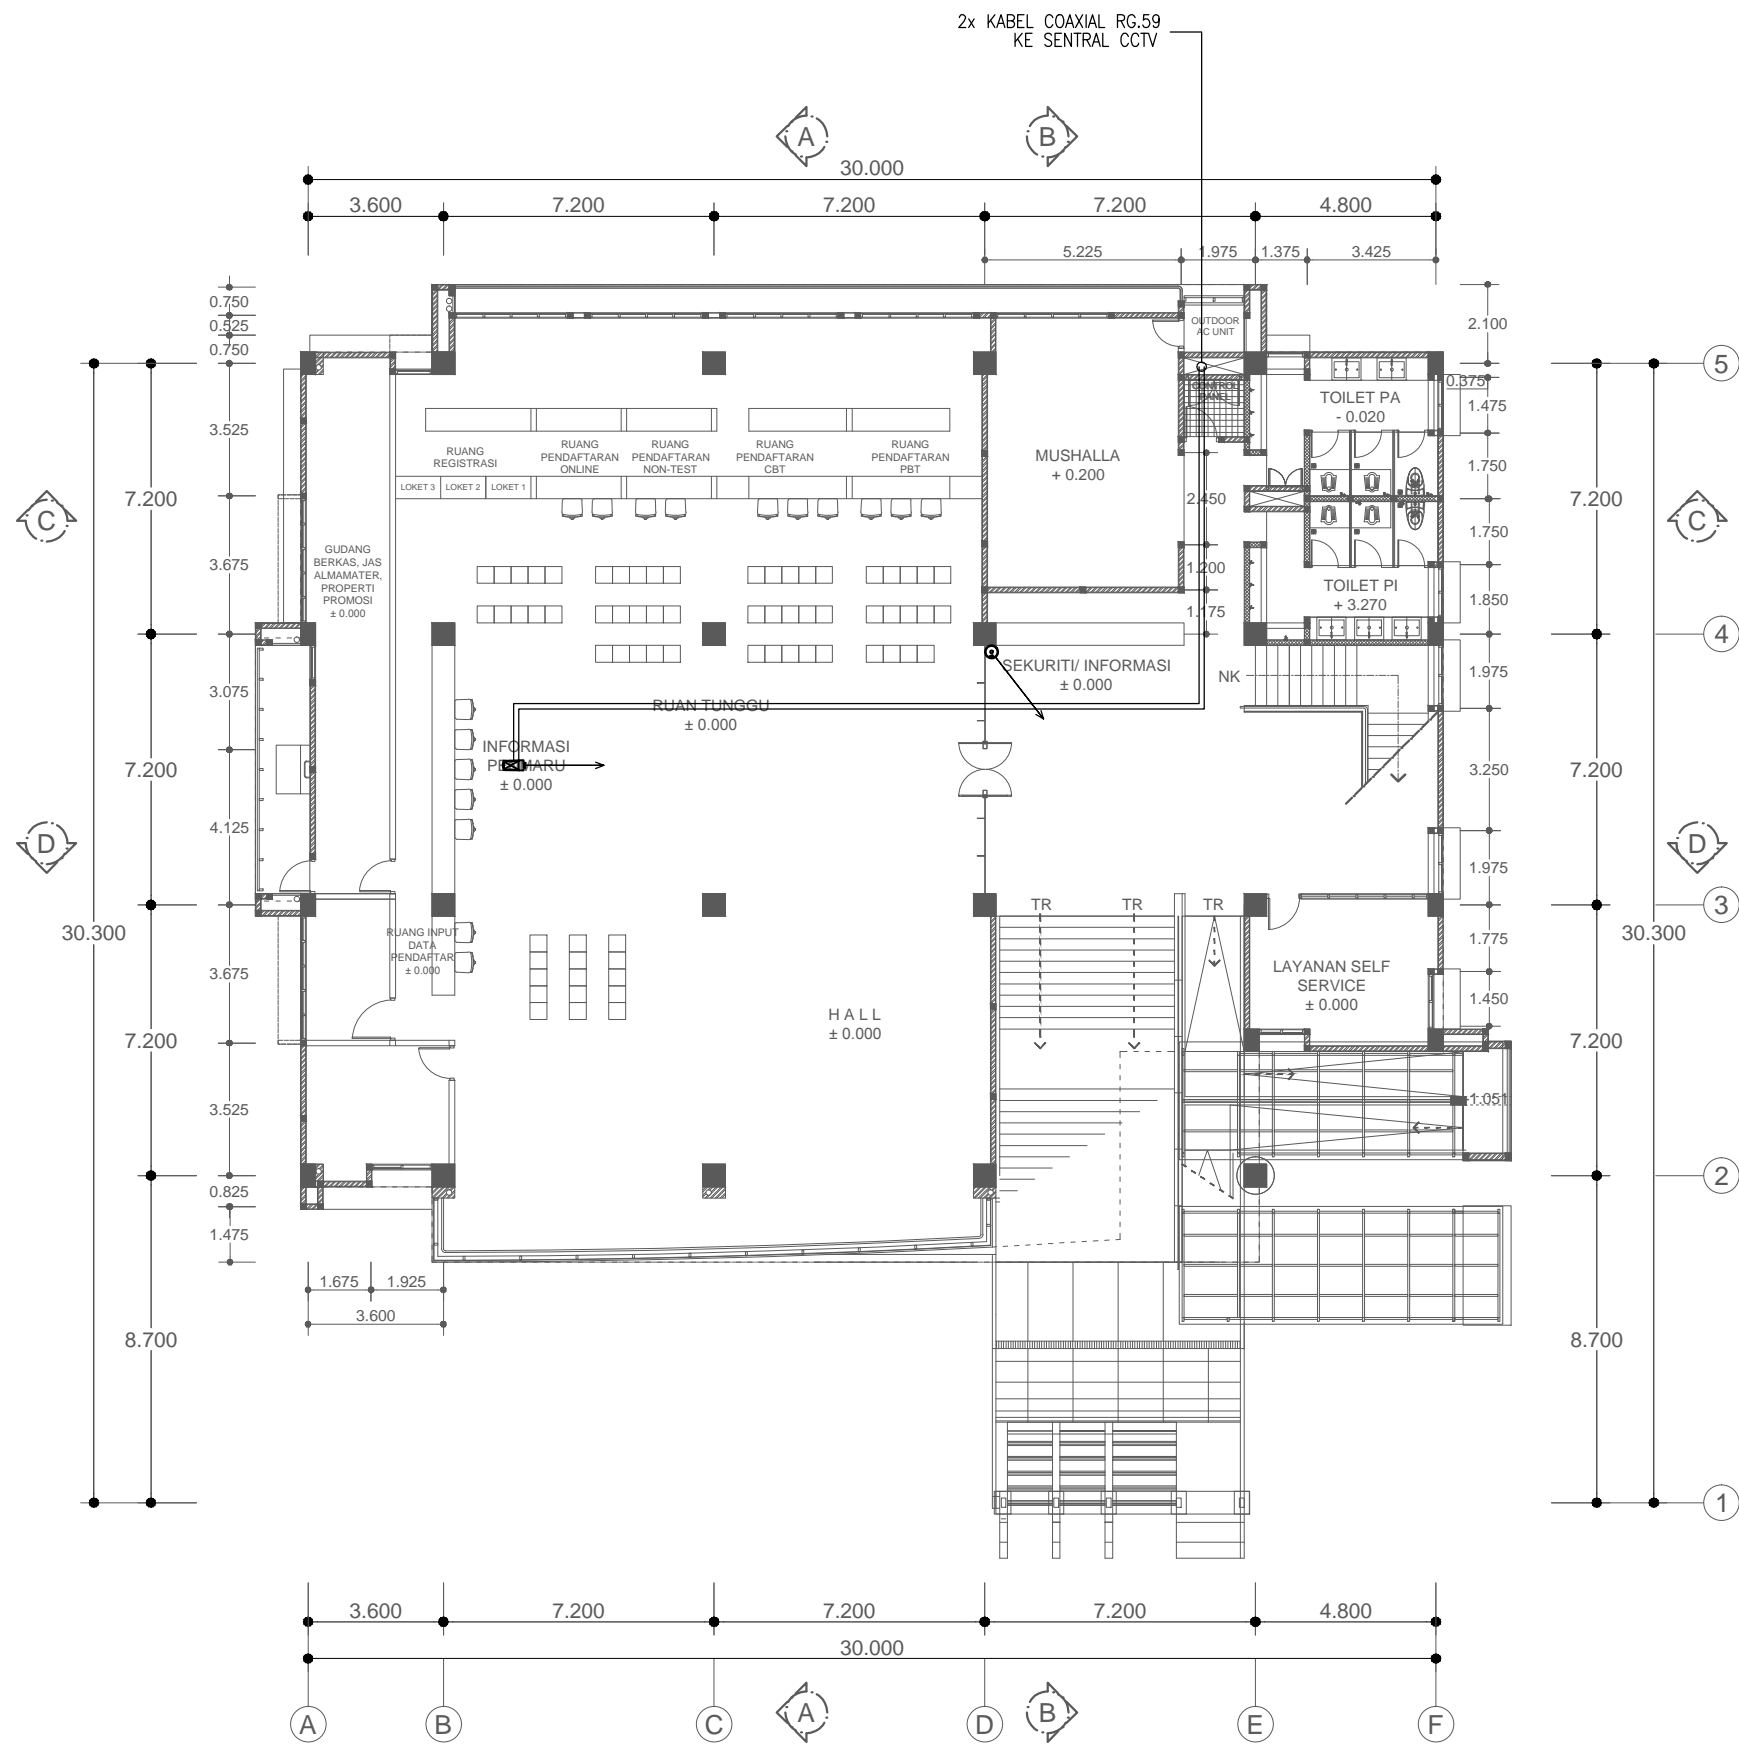 2x KABEL COAXIAL RG.59
KE SENTRAL CCTV
A
B
30.000
3.600
7.200
7.200
7.200
4.800
5.225
1.975
1.375
3.425
0.750
0.525
0.750
2.100
OUTDOOR
AC UNIT
5
CONTROL
PANEL
0.375
TOILET PA
- 0.020
1.475
3.525
RUANG
REGISTRASI
RUANG
PENDAFTARAN
ONLINE
RUANG
PENDAFTARAN
NON-TEST
RUANG
PENDAFTARAN
CBT
RUANG
PENDAFTARAN
PBT
MUSHALLA
+ 0.200
1.750
LOKET 3
LOKET 2
LOKET 1
7.200
2.450
7.200
C
C
1.750
GUDANG
BERKAS, JAS
ALMAMATER,
PROPERTI
PROMOSI
± 0.000
3.675
1.200
TOILET PI
+ 3.270
1.850
1.175
4
SEKURITI/ INFORMASI
± 0.000
NK
1.975
3.075
RUAN TUNGGU
± 0.000
INFORMASI
± 0.000
7.200
3.250
7.200
4.125
D
D
1.975
TR
TR
TR
3
30.300
30.300
RUANG INPUT
DATA
PENDAFTAR
± 0.000
1.775
3.675
LAYANAN SELF
SERVICE
± 0.000
1.450
H A L L
± 0.000
7.200
7.200
3.525
1.051
2
0.825
1.475
1.675
1.925
3.600
8.700
8.700
1
3.600
7.200
7.200
7.200
4.800
30.000
A
B
A
B
C
D
E
F